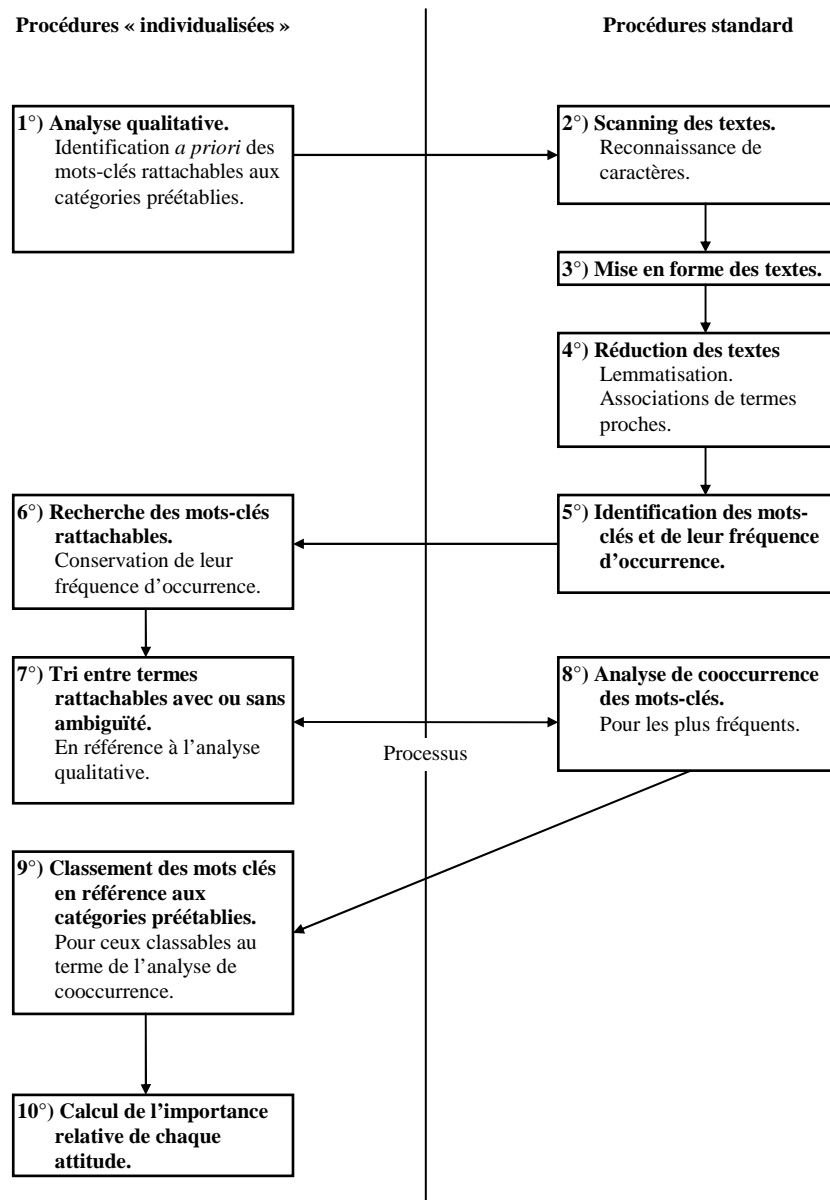 Procédures « individualisées »
Procédures standard
1°) Analyse qualitative.
Identification a priori des
mots-clés rattachables aux
catégories préétablies.
2°) Scanning des textes.
Reconnaissance de
caractères.
3°) Mise en forme des textes.
4°) Réduction des textes
Lemmatisation.
Associations de termes
proches.
5°) Identification des mots-
clés et de leur fréquence
d’occurrence.
6°) Recherche des mots-clés
rattachables.
Conservation de leur
fréquence d’occurrence.
7°) Tri entre termes
rattachables avec ou sans
ambiguïté.
En référence à l’analyse
qualitative.
Processus
8°) Analyse de cooccurrence
des mots-clés.
Pour les plus fréquents.
9°) Classement des mots clés
en référence aux
catégories préétablies.
Pour ceux classables au
terme de l’analyse de
cooccurrence.
10°) Calcul de l’importance
relative de chaque
attitude.